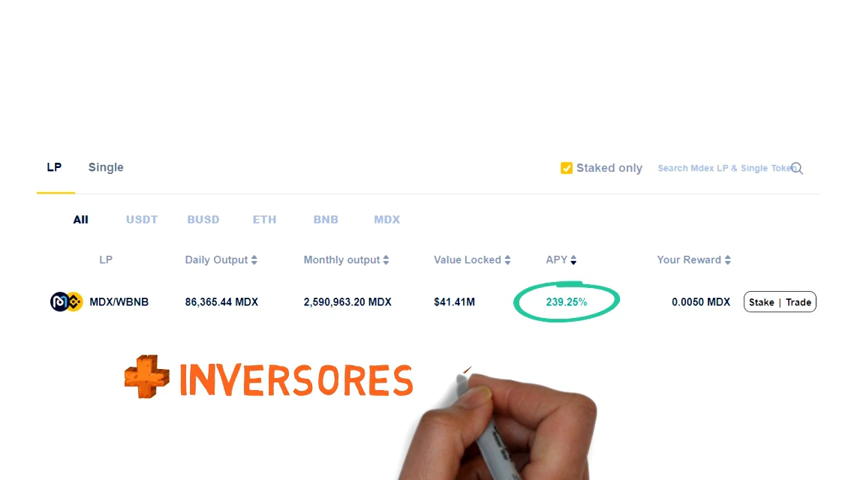 LP Single Staked only Search Mdex LP & Single Token
All USDT BUSD ETH BNB MDX
LP Daily Output Monthly output Value Locked APY Your Reward
MDX/WBNB 86,365.44 MDX 2,590,963.20 MDX $41.41M 239.25% 0.0050 MDX Stake | Trade
+ INVERSORES